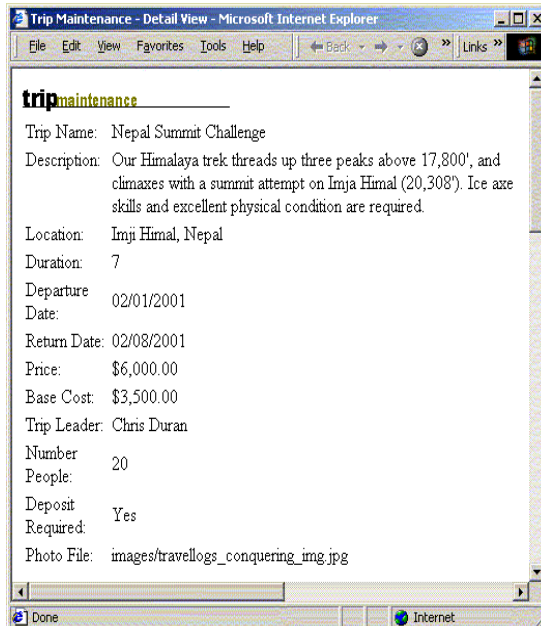 Trip Maintenance - Detail View - Microsoft Internet Explorer
File Edit View Favorites Tools Help Back Links »
tripmaintenance
Trip Name: Nepal Summit Challenge
Description: Our Himalaya trek threads up three peaks above 17,800', and
climaxes with a summit attempt on Imja Himal (20,308'). Ice axe
skills and excellent physical condition are required.
Location: Imji Himal, Nepal
Duration: 7
Departure
Date: 02/01/2001
Return Date: 02/08/2001
Price: $6,000.00
Base Cost: $3,500.00
Trip Leader: Chris Duran
Number
People: 20
Deposit
Required: Yes
Photo File: images/travellogs_conquering_img.jpg
Done Internet